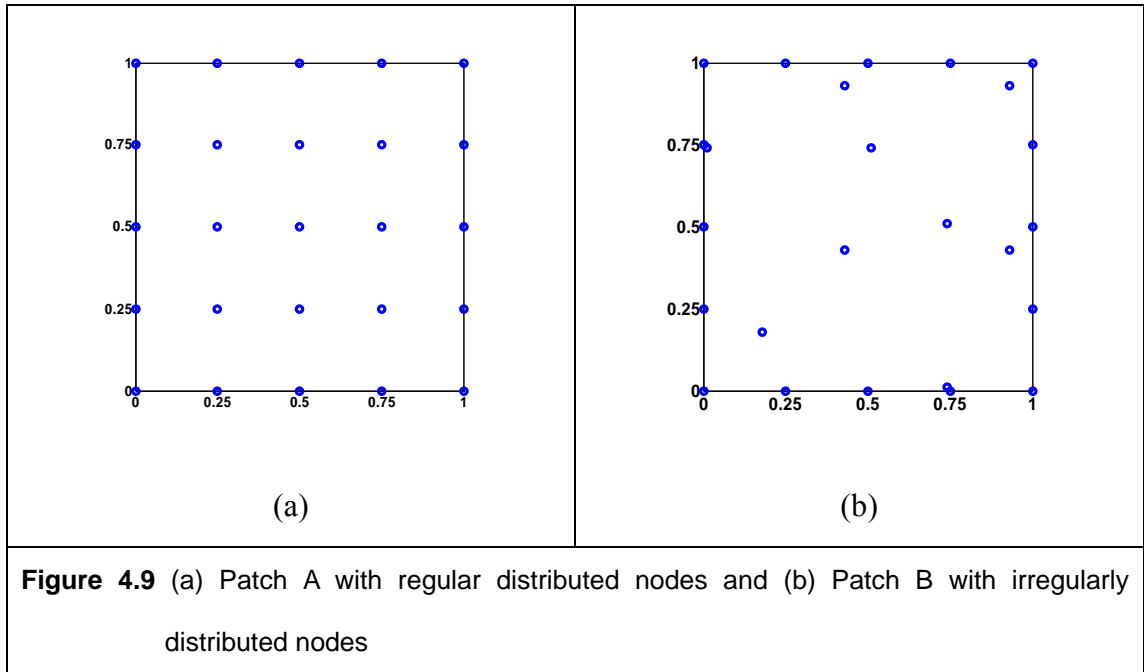 1
0.75
0.5
0.25
0
0 0.25 0.5 0.75 1
(a)
1
0.75
0.5
0.25
0
0 0.25 0.5 0.75 1
(b)
Figure 4.9 (a) Patch A with regular distributed nodes and (b) Patch B with irregularly
distributed nodes